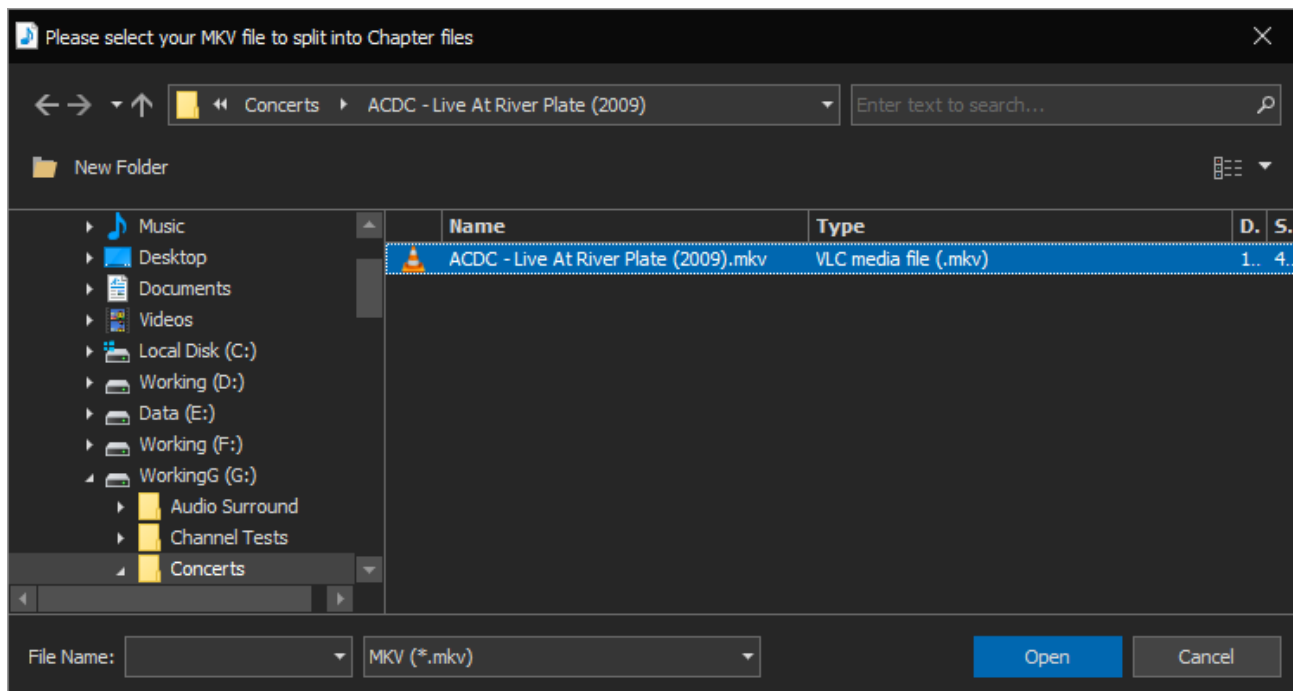 Please select your MKV file to split into Chapter files
Concerts ACDC - Live At River Plate (2009)
Enter text to search...
New Folder
Name Type D. S.
ACDC - Live At River Plate (2009).mkv VLC media file (.mkv) 1.. 4..
Music
Desktop
Documents
Videos
Local Disk (C:)
Working (D:)
Data (E:)
Working (F:)
WorkingG (G:)
Audio Surround
Channel Tests
Concerts
File Name: MKV (*.mkv) Open Cancel